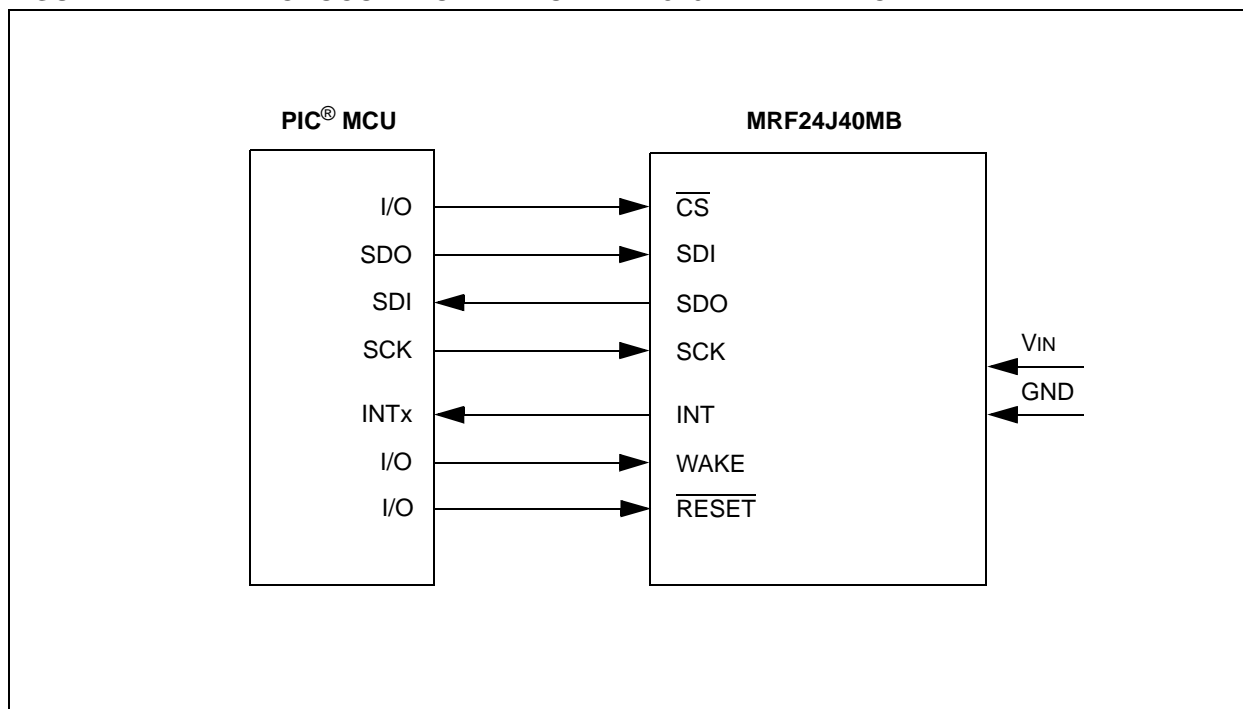 PIC® MCU
MRF24J40MB
I/O
CS
SDO
SDI
SDI
SDO
SCK
SCK
VIN
GND
INTx
INT
I/O
WAKE
I/O
RESET